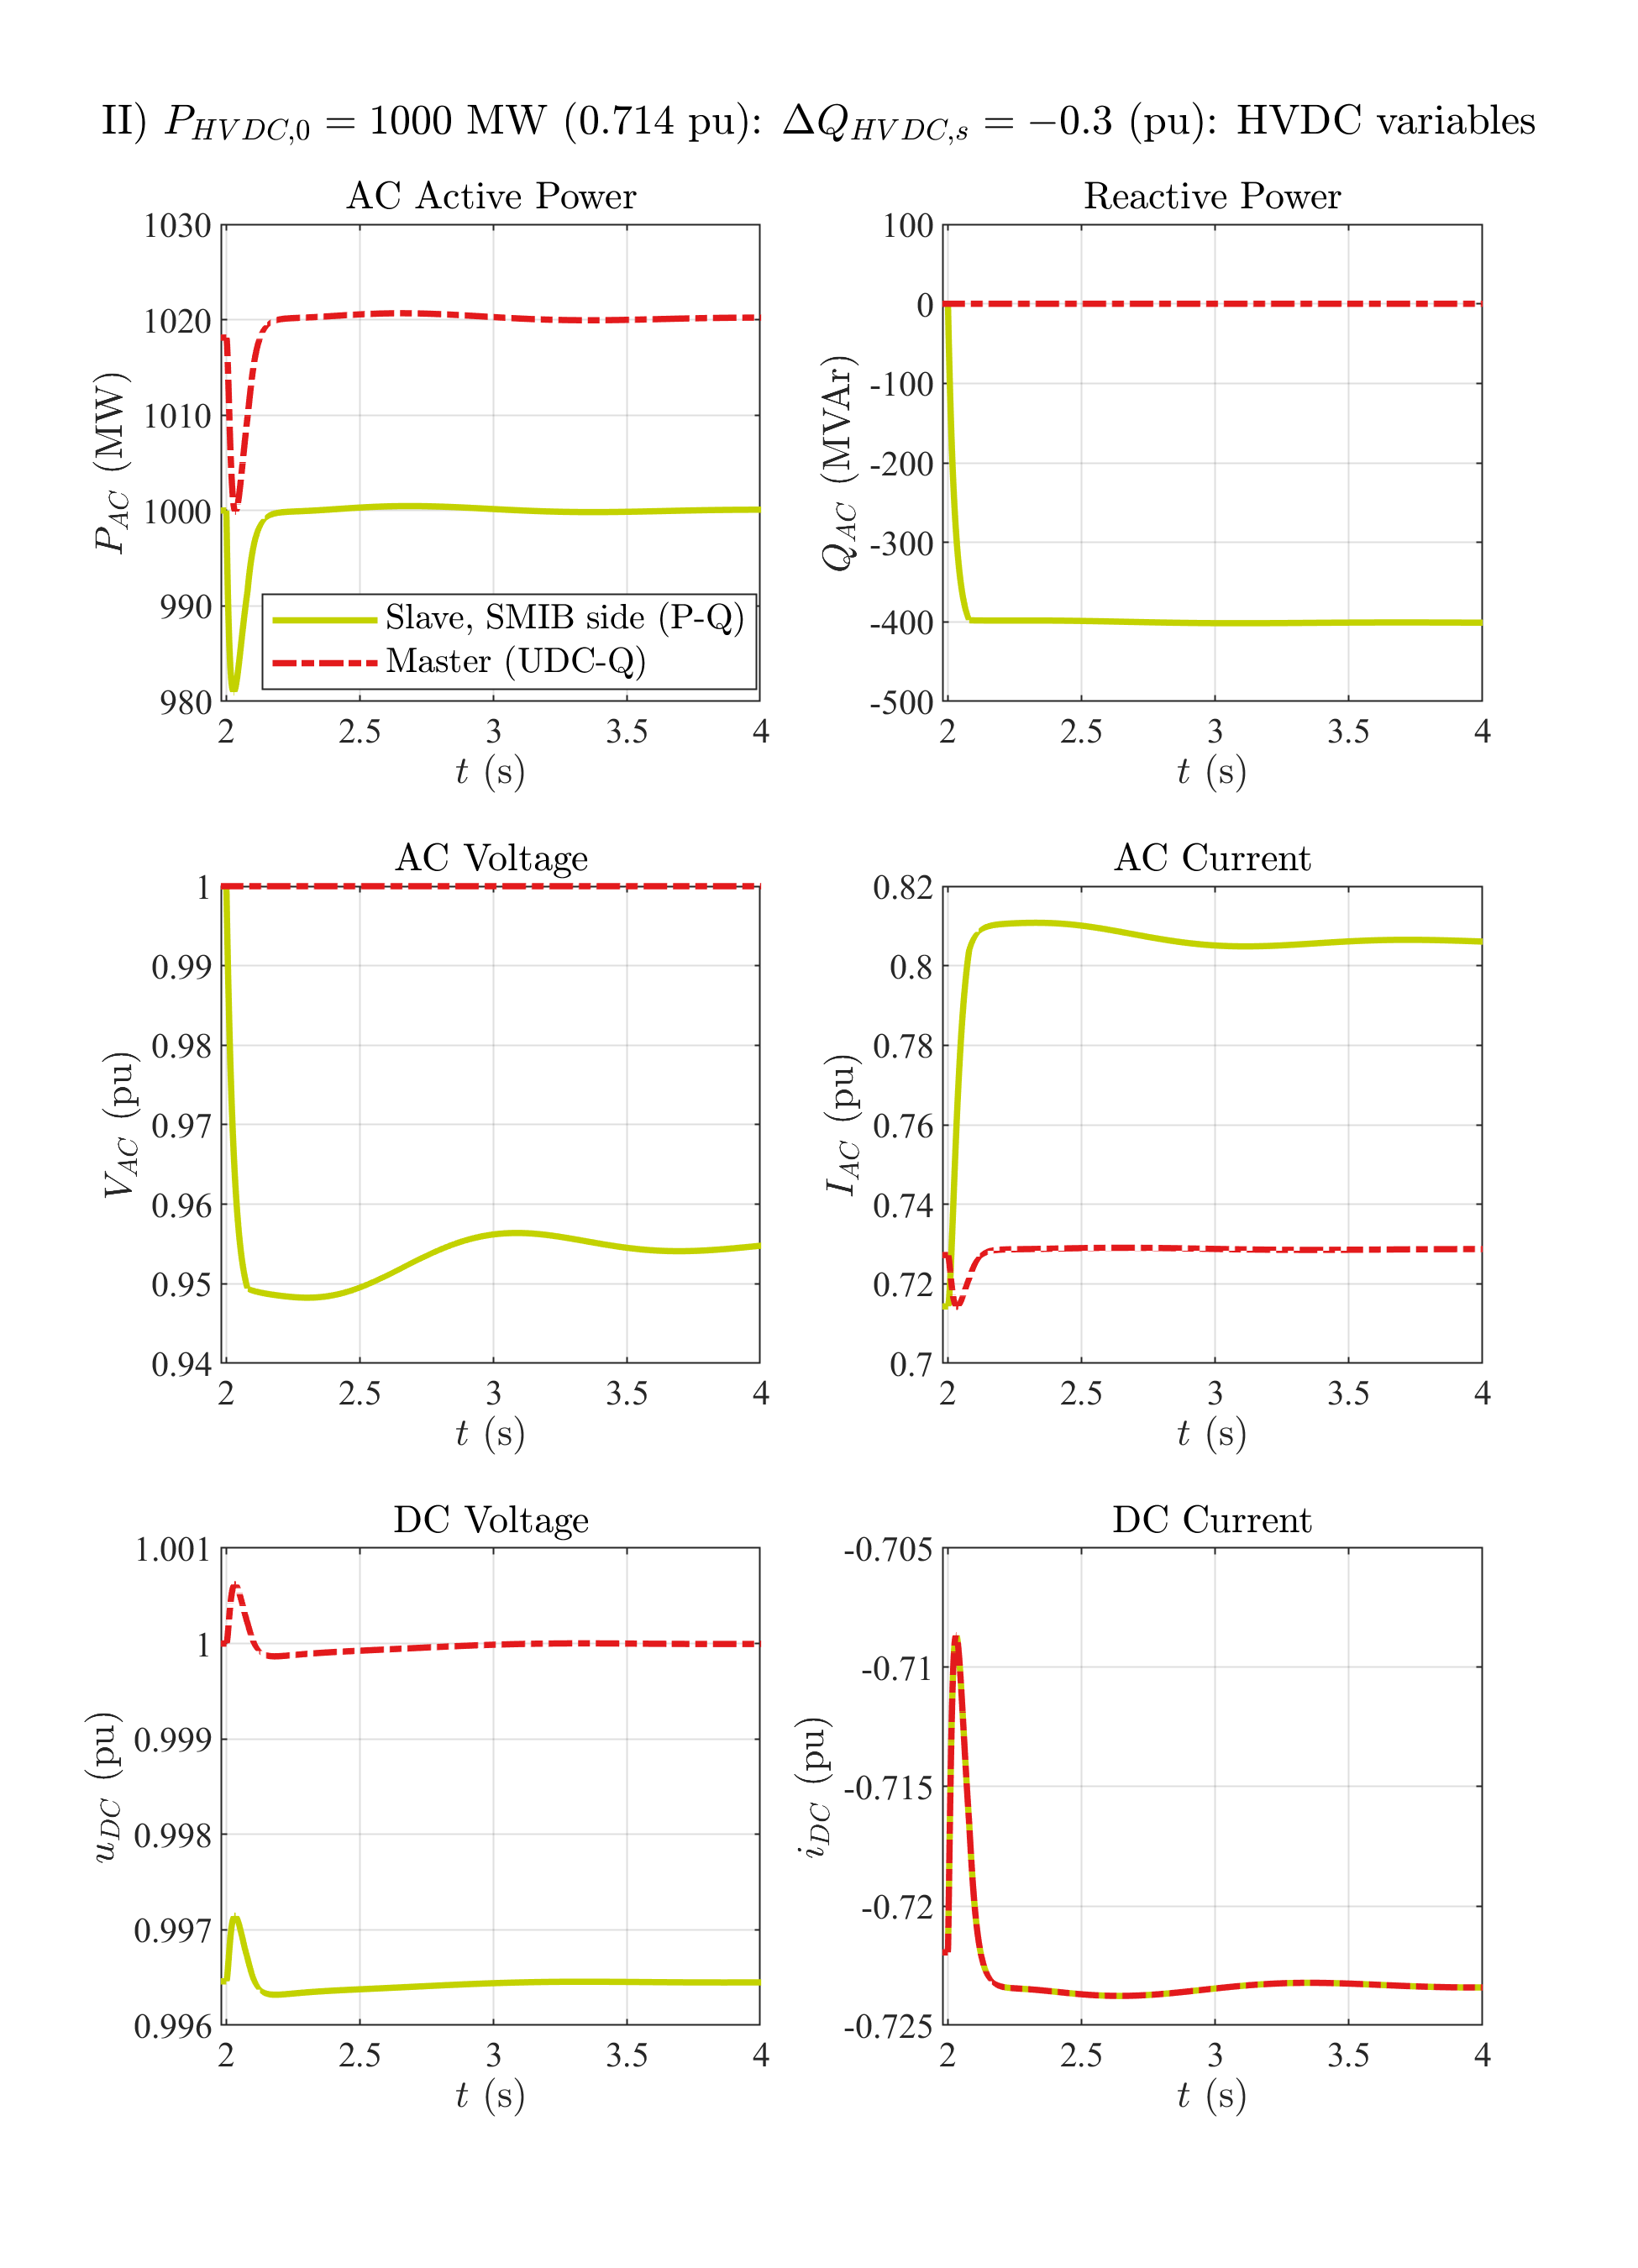 II) P_{HVDC,0} = 1000 MW (0.714 pu): ΔQ_{HVDC,s} = −0.3 (pu): HVDC variables
AC Active Power
1030
1020
1010
1000
990
980
P_{AC} (MW)
Slave, SMIB side (P-Q)
Master (UDC-Q)
2 2.5 3 3.5 4
t (s)
Reactive Power
100
0
-100
-200
-300
-400
-500
Q_{AC} (MVAr)
2 2.5 3 3.5 4
t (s)
AC Voltage
1
0.99
0.98
0.97
0.96
0.95
0.94
V_{AC} (pu)
2 2.5 3 3.5 4
t (s)
AC Current
0.82
0.8
0.78
0.76
0.74
0.72
0.7
I_{AC} (pu)
2 2.5 3 3.5 4
t (s)
DC Voltage
1.001
1
0.999
0.998
0.997
0.996
u_{DC} (pu)
2 2.5 3 3.5 4
t (s)
DC Current
-0.705
-0.71
-0.715
-0.72
-0.725
i_{DC} (pu)
2 2.5 3 3.5 4
t (s)